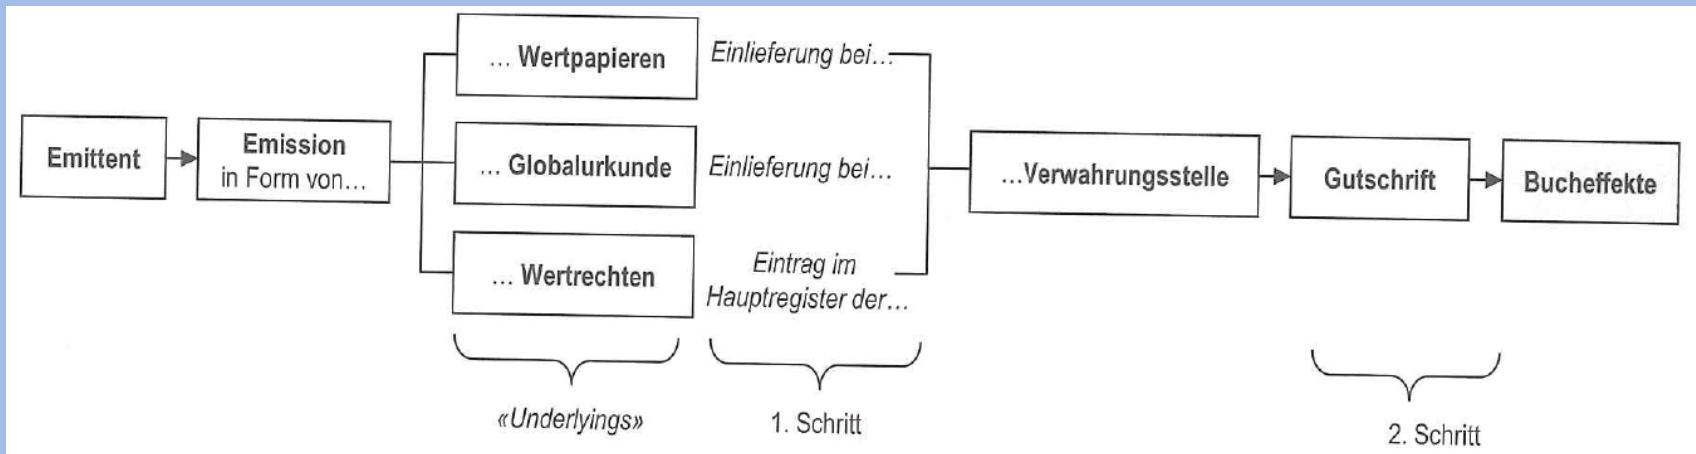 Emittent
Emission
in Form von…
… Wertpapieren
Einlieferung bei…
… Globalurkunde
Einlieferung bei…
… Wertrechten
Eintrag im
Hauptregister der…
…Verwahrungsstelle
Gutschrift
Bucheffekte
«Underlyings»
1. Schritt
2. Schritt